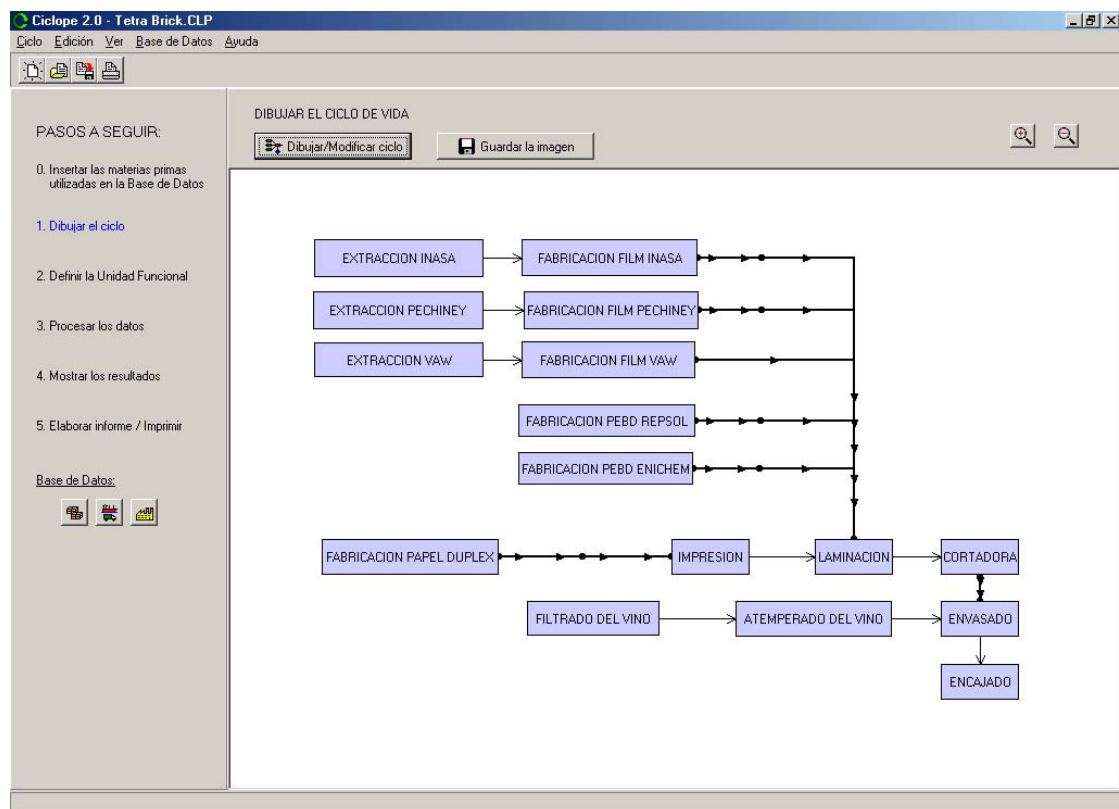 Ciclope 2.0 - Tetra Brick.CLP
Ciclo Edición Ver Base de Datos Ayuda
PASOS A SEGUIR:
0. Insertar las materias primas
utilizadas en la Base de Datos
1. Dibujar el ciclo
2. Definir la Unidad Funcional
3. Procesar los datos
4. Mostrar los resultados
5. Elaborar informe / Imprimir
Base de Datos:
DIBUJAR EL CICLO DE VIDA
Dibujar/Modificar ciclo Guardar la imagen
EXTRACCION INASA FABRICACION FILM INASA
EXTRACCION PECHINEY FABRICACION FILM PECHINEY
EXTRACCION VAW FABRICACION FILM VAW
FABRICACION PEBD REPSOL
FABRICACION PEBD ENICHEM
FABRICACION PAPEL DUPLEX IMPRESION LAMINACION CORTADORA
FILTRADO DEL VINO ATEMPERADO DEL VINO ENVASADO
ENCAJADO